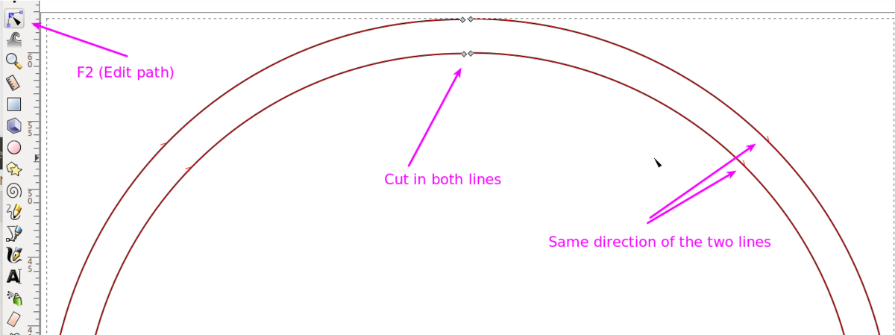 F2 (Edit path)
Cut in both lines
Same direction of the two lines